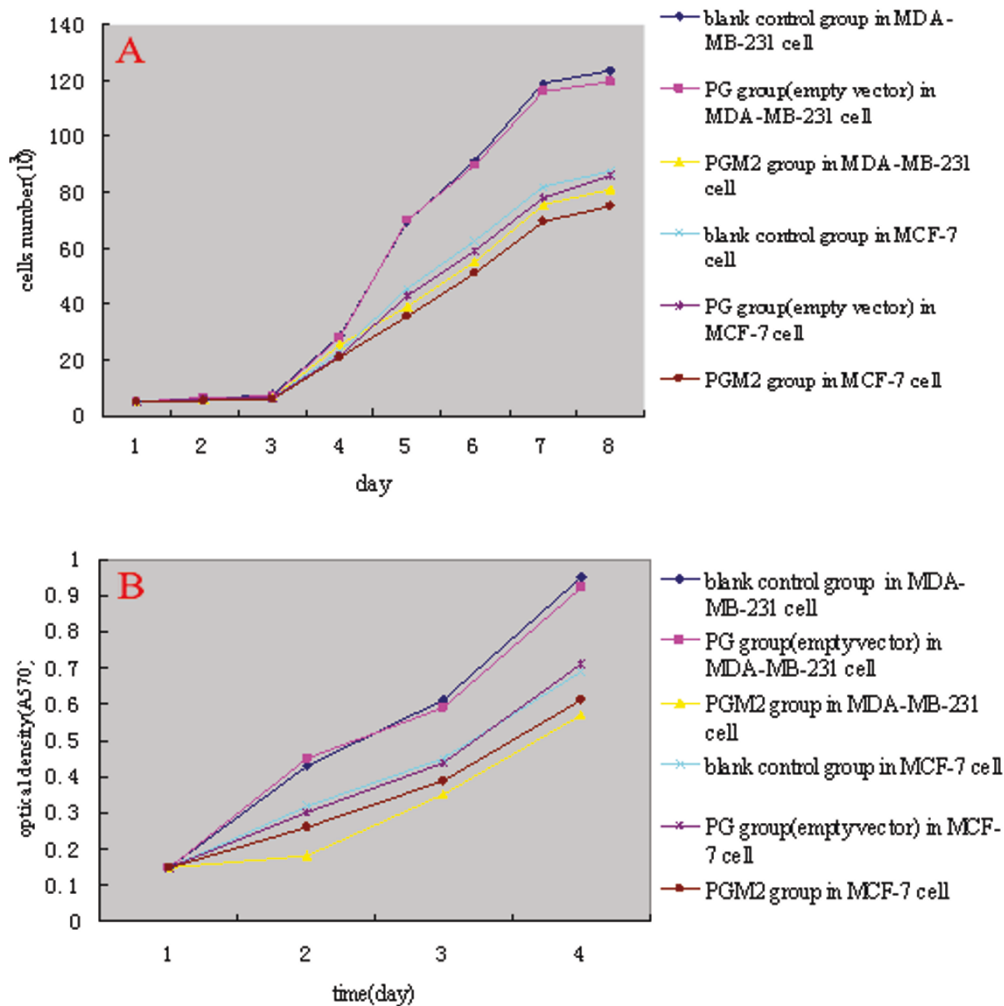 A
140
120
100
80
60
40
20
0
cells number(10³)
1 2 3 4 5 6 7 8
day
blank control group in MDA-
MB-231 cell
PG group(empty vector) in
MDA-MB-231 cell
PGM2 group in MDA-MB-231
cell
blank control group in MCF-7
cell
PG group(empty vector) in
MCF-7 cell
PGM2 group in MCF-7 cell
B
1
0.9
0.8
0.7
0.6
0.5
0.4
0.3
0.2
0.1
0
optical density(A570)
1 2 3 4
time(day)
blank control group in MDA-
MB-231 cell
PG group(emptyvector) in
MDA-MB-231 cell
PGM2 group in MDA-MB-231
cell
blank control group in MCF-7 cell
PG group(emptyvector) in MCF-
7 cell
PGM2 group in MCF-7 cell